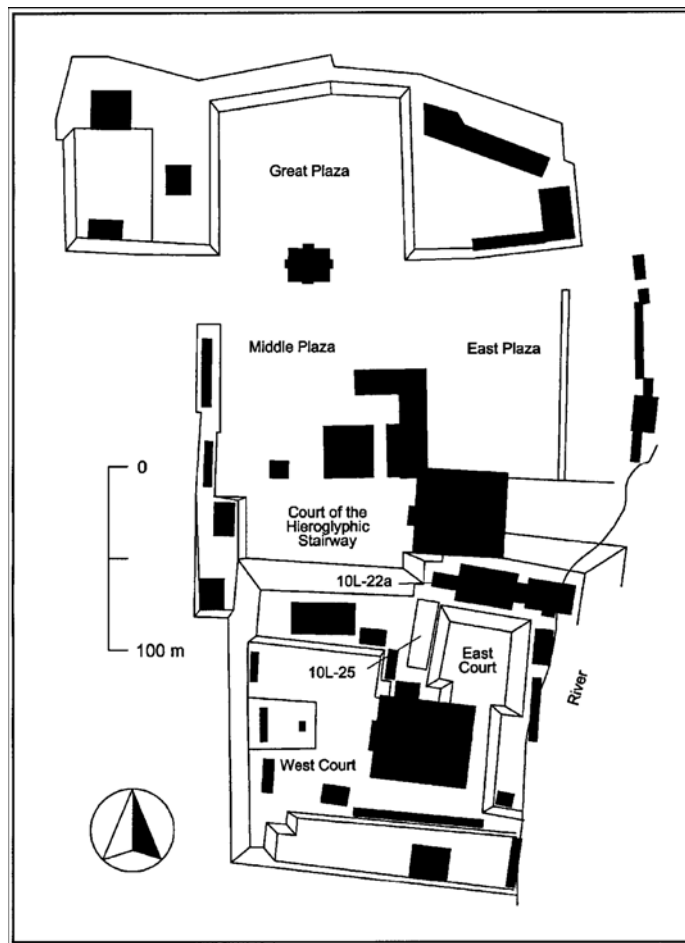 Great Plaza
Middle Plaza
East Plaza
0
Court of the
Hieroglyphic
Stairway
10L-22a
100 m
East
Court
10L-25
River
West Court